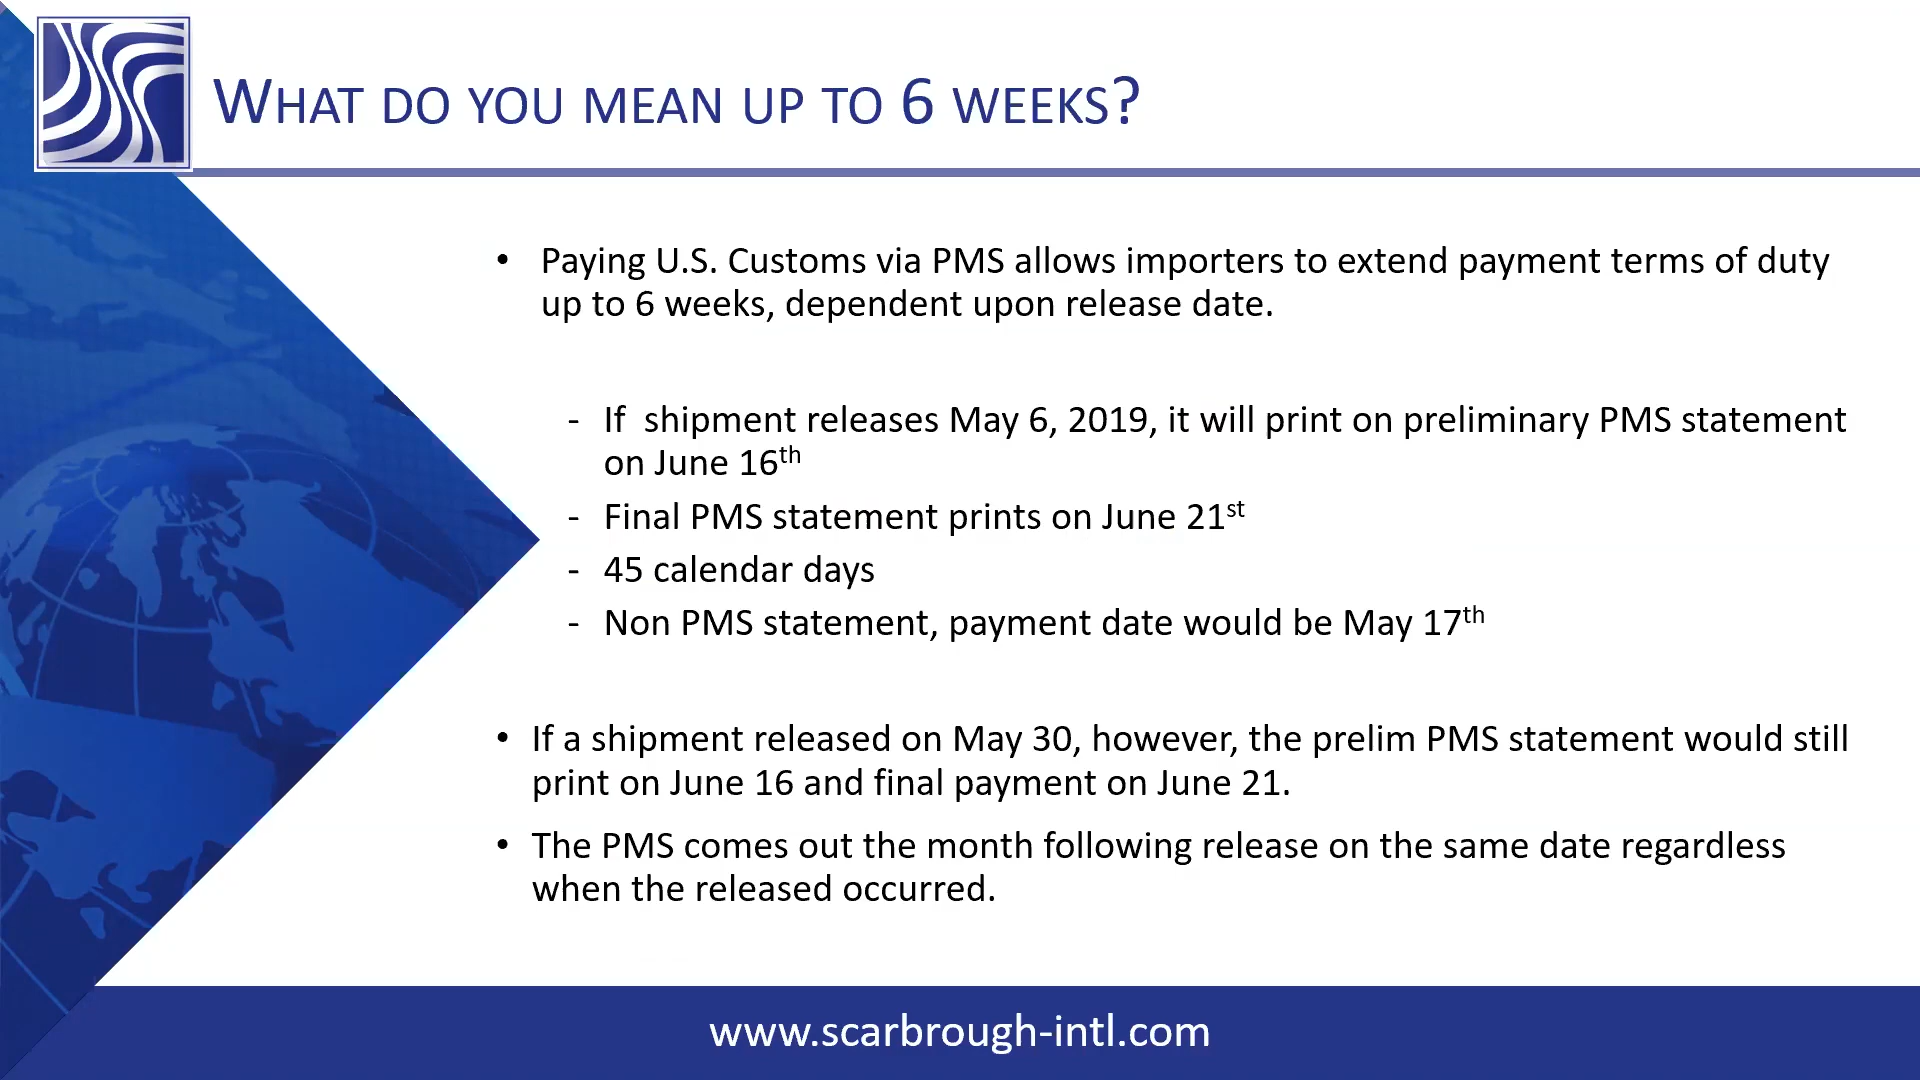 What do you mean up to 6 weeks?
• Paying U.S. Customs via PMS allows importers to extend payment terms of duty
up to 6 weeks, dependent upon release date.
- If  shipment releases May 6, 2019, it will print on preliminary PMS statement
on June 16th
- Final PMS statement prints on June 21st
- 45 calendar days
- Non PMS statement, payment date would be May 17th
• If a shipment released on May 30, however, the prelim PMS statement would still
print on June 16 and final payment on June 21.
• The PMS comes out the month following release on the same date regardless
when the released occurred.
www.scarbrough-intl.com